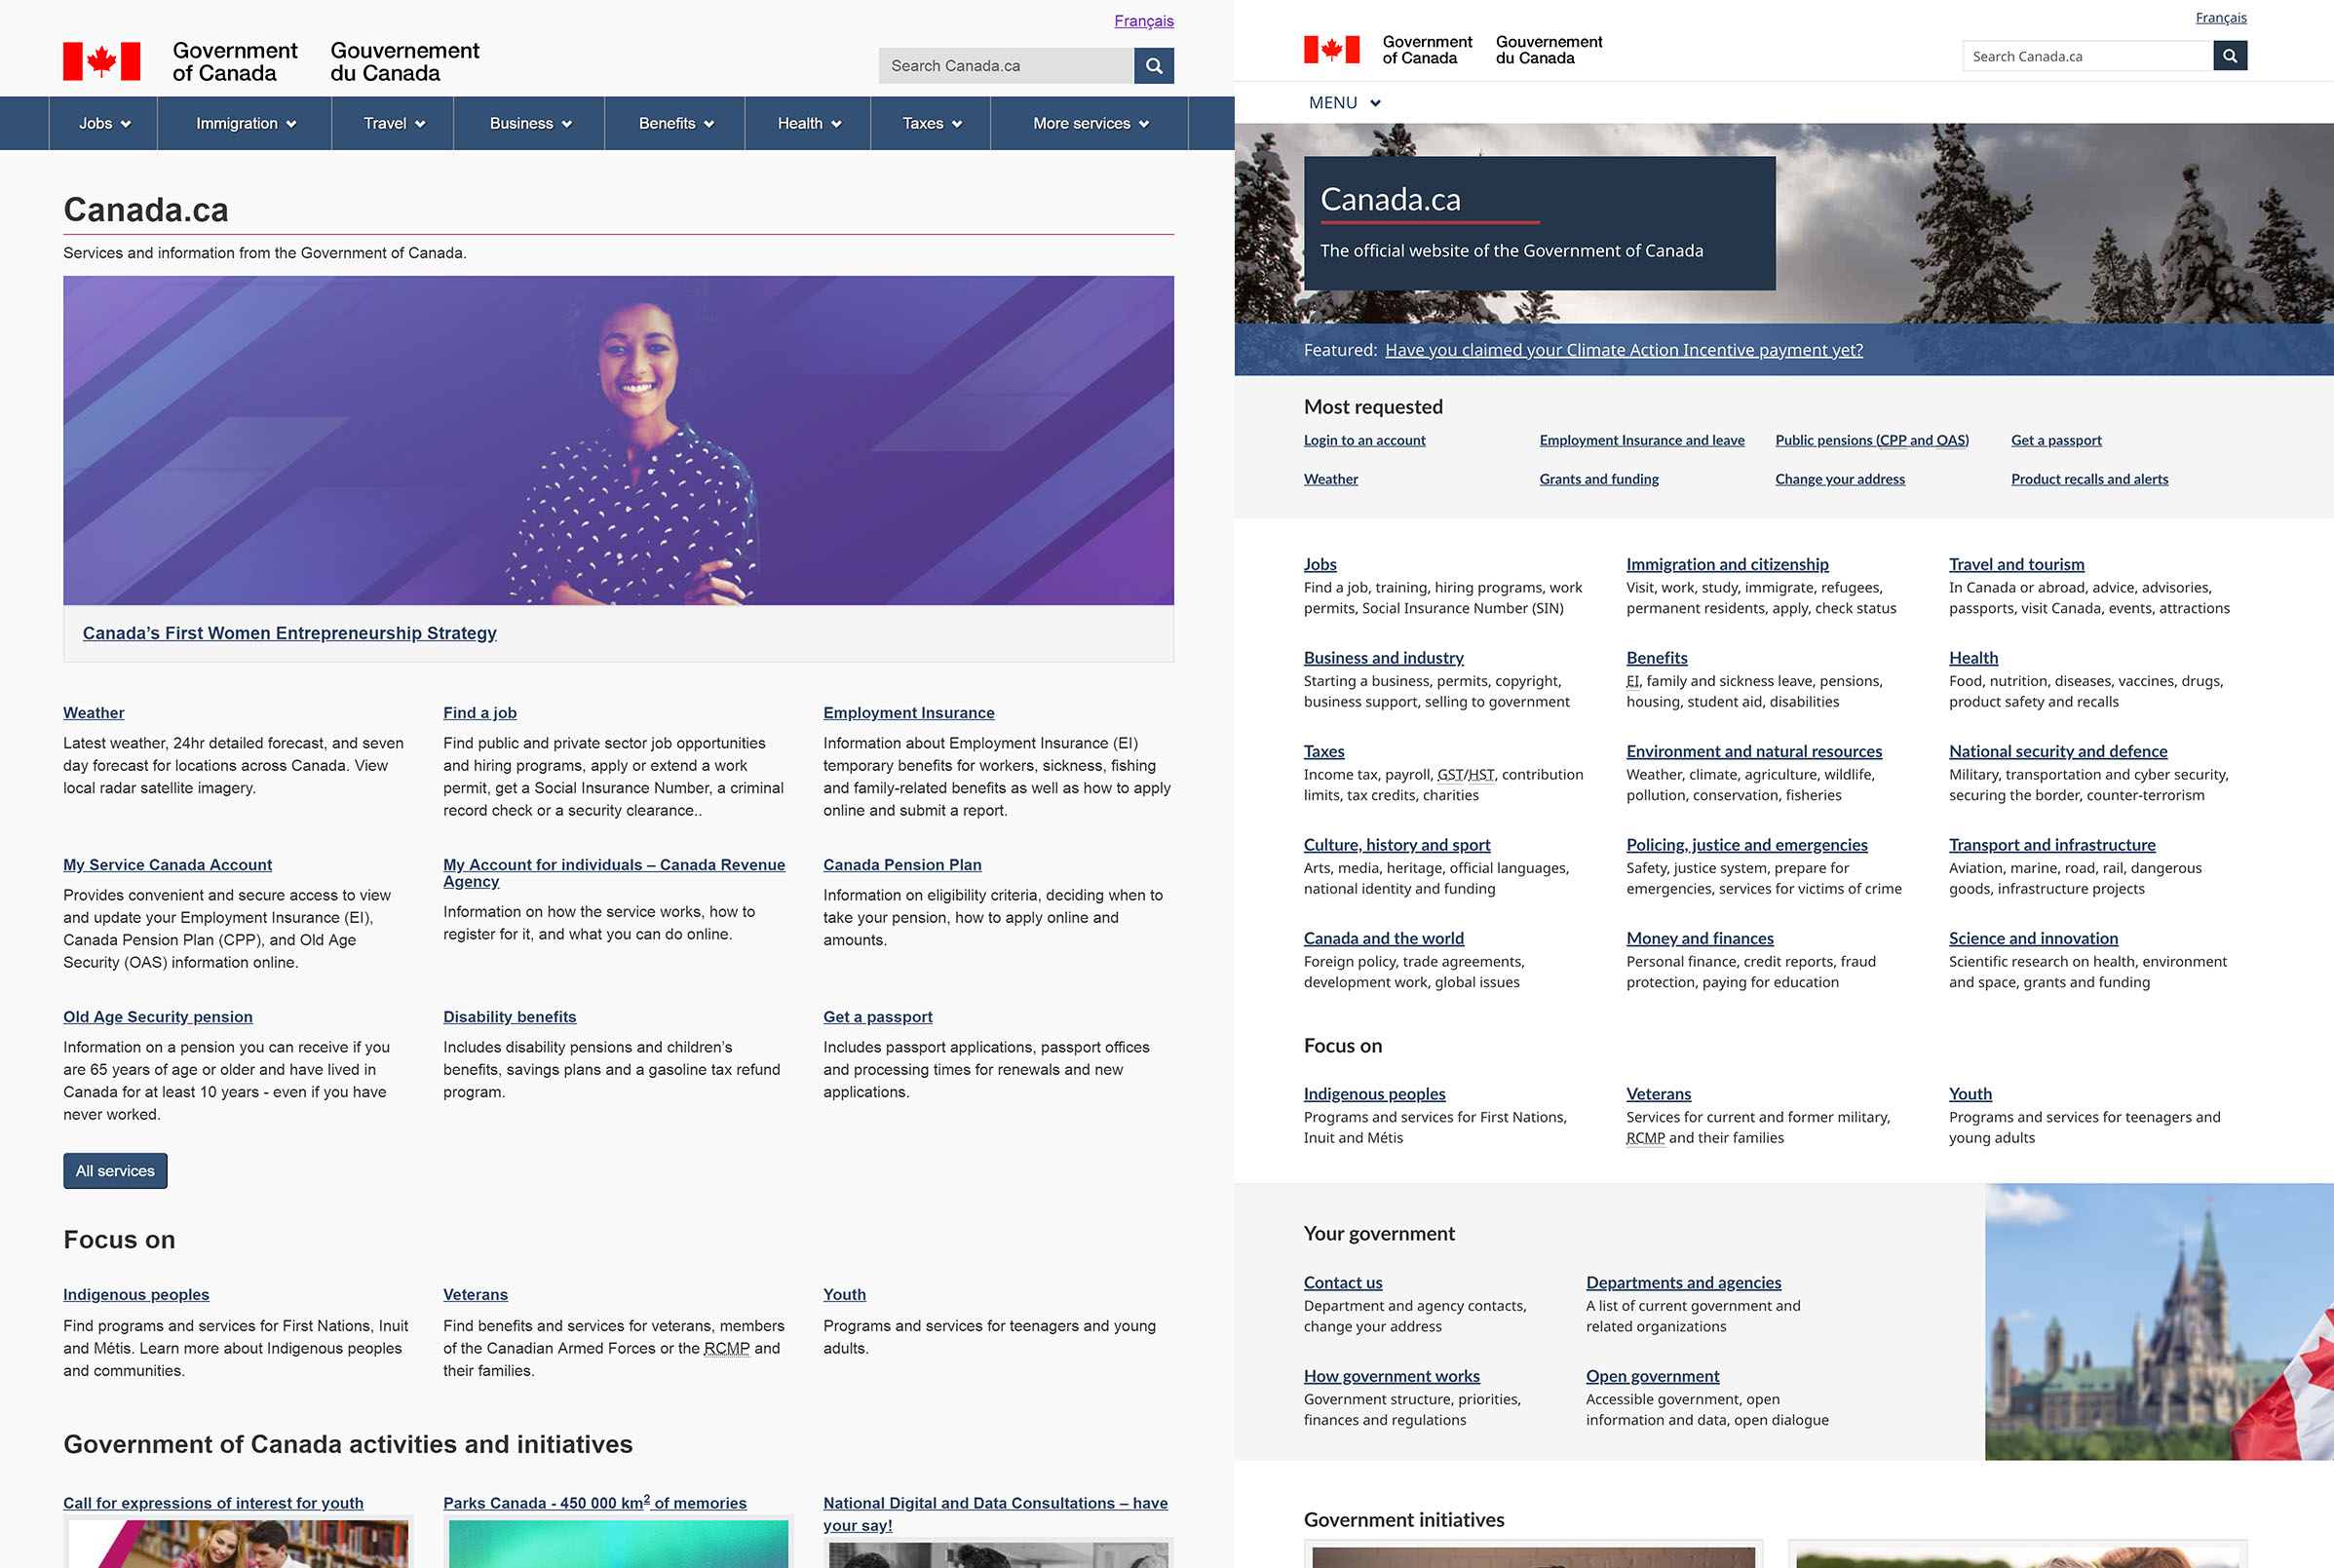 Français
Government
of Canada
Gouvernement
du Canada
Search Canada.ca
Jobs
Immigration
Travel
Business
Benefits
Health
Taxes
More services
Canada.ca
Services and information from the Government of Canada.
Canada’s First Women Entrepreneurship Strategy
Weather
Latest weather, 24hr detailed forecast, and seven
day forecast for locations across Canada. View
local radar satellite imagery.
Find a job
Find public and private sector job opportunities
and hiring programs, apply or extend a work
permit, get a Social Insurance Number, a criminal
record check or a security clearance..
Employment Insurance
Information about Employment Insurance (EI)
temporary benefits for workers, sickness, fishing
and family-related benefits as well as how to apply
online and submit a report.
My Service Canada Account
Provides convenient and secure access to view
and update your Employment Insurance (EI),
Canada Pension Plan (CPP), and Old Age
Security (OAS) information online.
My Account for individuals – Canada Revenue
Agency
Information on how the service works, how to
register for it, and what you can do online.
Canada Pension Plan
Information on eligibility criteria, deciding when to
take your pension, how to apply online and
amounts.
Old Age Security pension
Information on a pension you can receive if you
are 65 years of age or older and have lived in
Canada for at least 10 years - even if you have
never worked.
Disability benefits
Includes disability pensions and children’s
benefits, savings plans and a gasoline tax refund
program.
Get a passport
Includes passport applications, passport offices
and processing times for renewals and new
applications.
All services
Focus on
Indigenous peoples
Find programs and services for First Nations, Inuit
and Métis. Learn more about Indigenous peoples
and communities.
Veterans
Find benefits and services for veterans, members
of the Canadian Armed Forces or the RCMP and
their families.
Youth
Programs and services for teenagers and young
adults.
Government of Canada activities and initiatives
Call for expressions of interest for youth
Parks Canada - 450 000 km² of memories
National Digital and Data Consultations – have
your say!
Français
Government
of Canada
Gouvernement
du Canada
Search Canada.ca
MENU
Canada.ca
The official website of the Government of Canada
Featured: Have you claimed your Climate Action Incentive payment yet?
Most requested
Login to an account
Employment Insurance and leave
Public pensions (CPP and OAS)
Get a passport
Weather
Grants and funding
Change your address
Product recalls and alerts
Jobs
Find a job, training, hiring programs, work
permits, Social Insurance Number (SIN)
Immigration and citizenship
Visit, work, study, immigrate, refugees,
permanent residents, apply, check status
Travel and tourism
In Canada or abroad, advice, advisories,
passports, visit Canada, events, attractions
Business and industry
Starting a business, permits, copyright,
business support, selling to government
Benefits
EI, family and sickness leave, pensions,
housing, student aid, disabilities
Health
Food, nutrition, diseases, vaccines, drugs,
product safety and recalls
Taxes
Income tax, payroll, GST/HST, contribution
limits, tax credits, charities
Environment and natural resources
Weather, climate, agriculture, wildlife,
pollution, conservation, fisheries
National security and defence
Military, transportation and cyber security,
securing the border, counter-terrorism
Culture, history and sport
Arts, media, heritage, official languages,
national identity and funding
Policing, justice and emergencies
Safety, justice system, prepare for
emergencies, services for victims of crime
Transport and infrastructure
Aviation, marine, road, rail, dangerous
goods, infrastructure projects
Canada and the world
Foreign policy, trade agreements,
development work, global issues
Money and finances
Personal finance, credit reports, fraud
protection, paying for education
Science and innovation
Scientific research on health, environment
and space, grants and funding
Focus on
Indigenous peoples
Programs and services for First Nations,
Inuit and Métis
Veterans
Services for current and former military,
RCMP and their families
Youth
Programs and services for teenagers and
young adults
Your government
Contact us
Department and agency contacts,
change your address
Departments and agencies
A list of current government and
related organizations
How government works
Government structure, priorities,
finances and regulations
Open government
Accessible government, open
information and data, open dialogue
Government initiatives